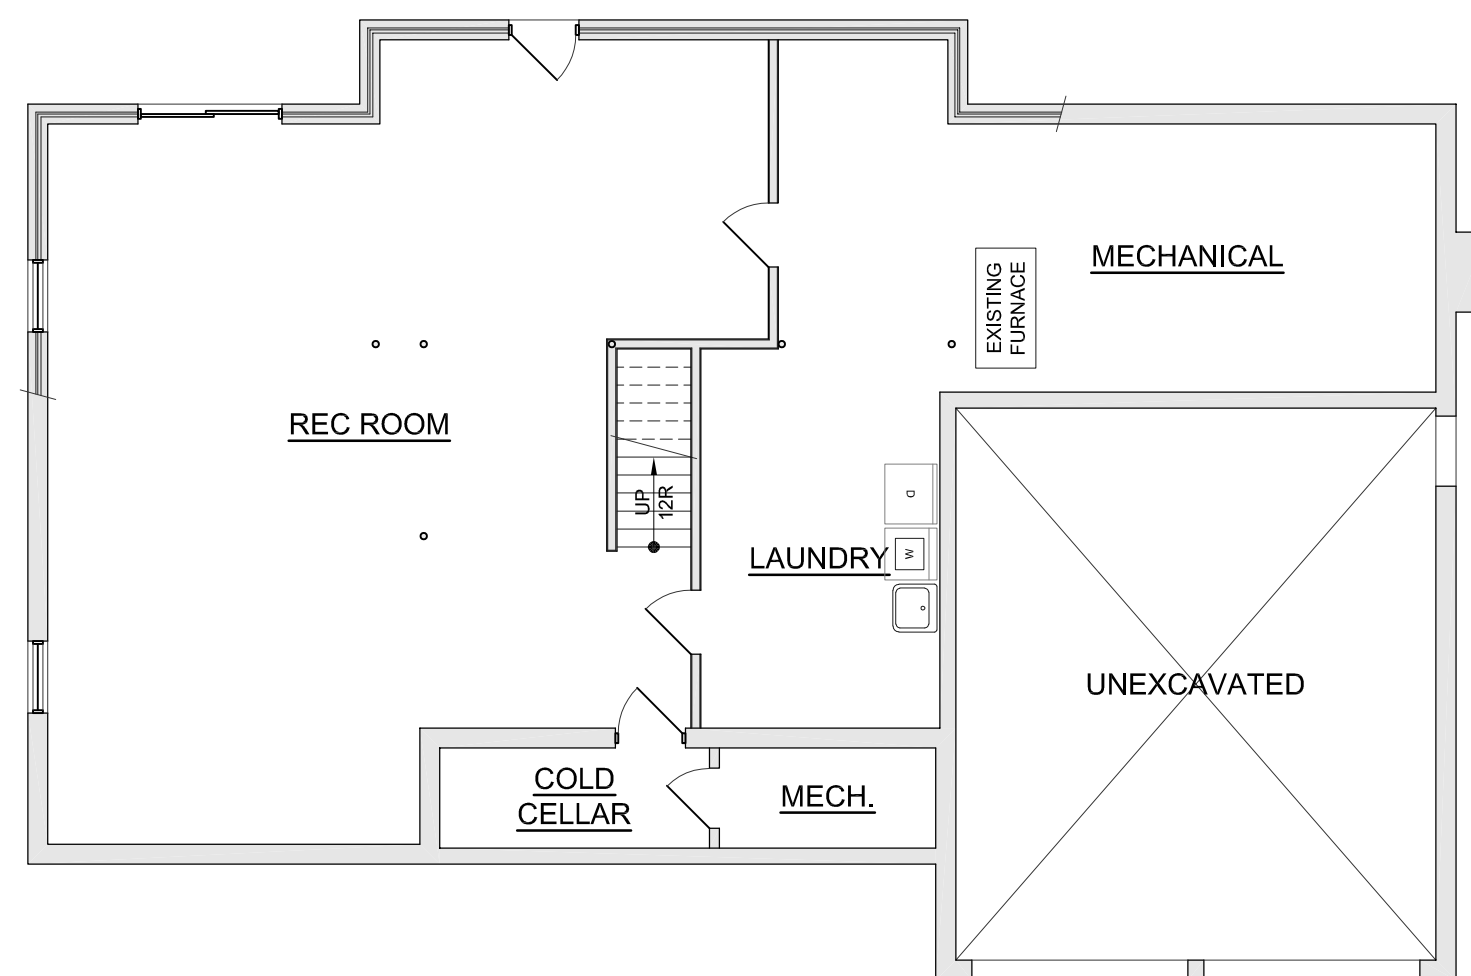 MECHANICAL
EXISTING
FURNACE
REC ROOM
UP
12R
D
W
LAUNDRY
UNEXCAVATED
COLD
CELLAR
MECH.